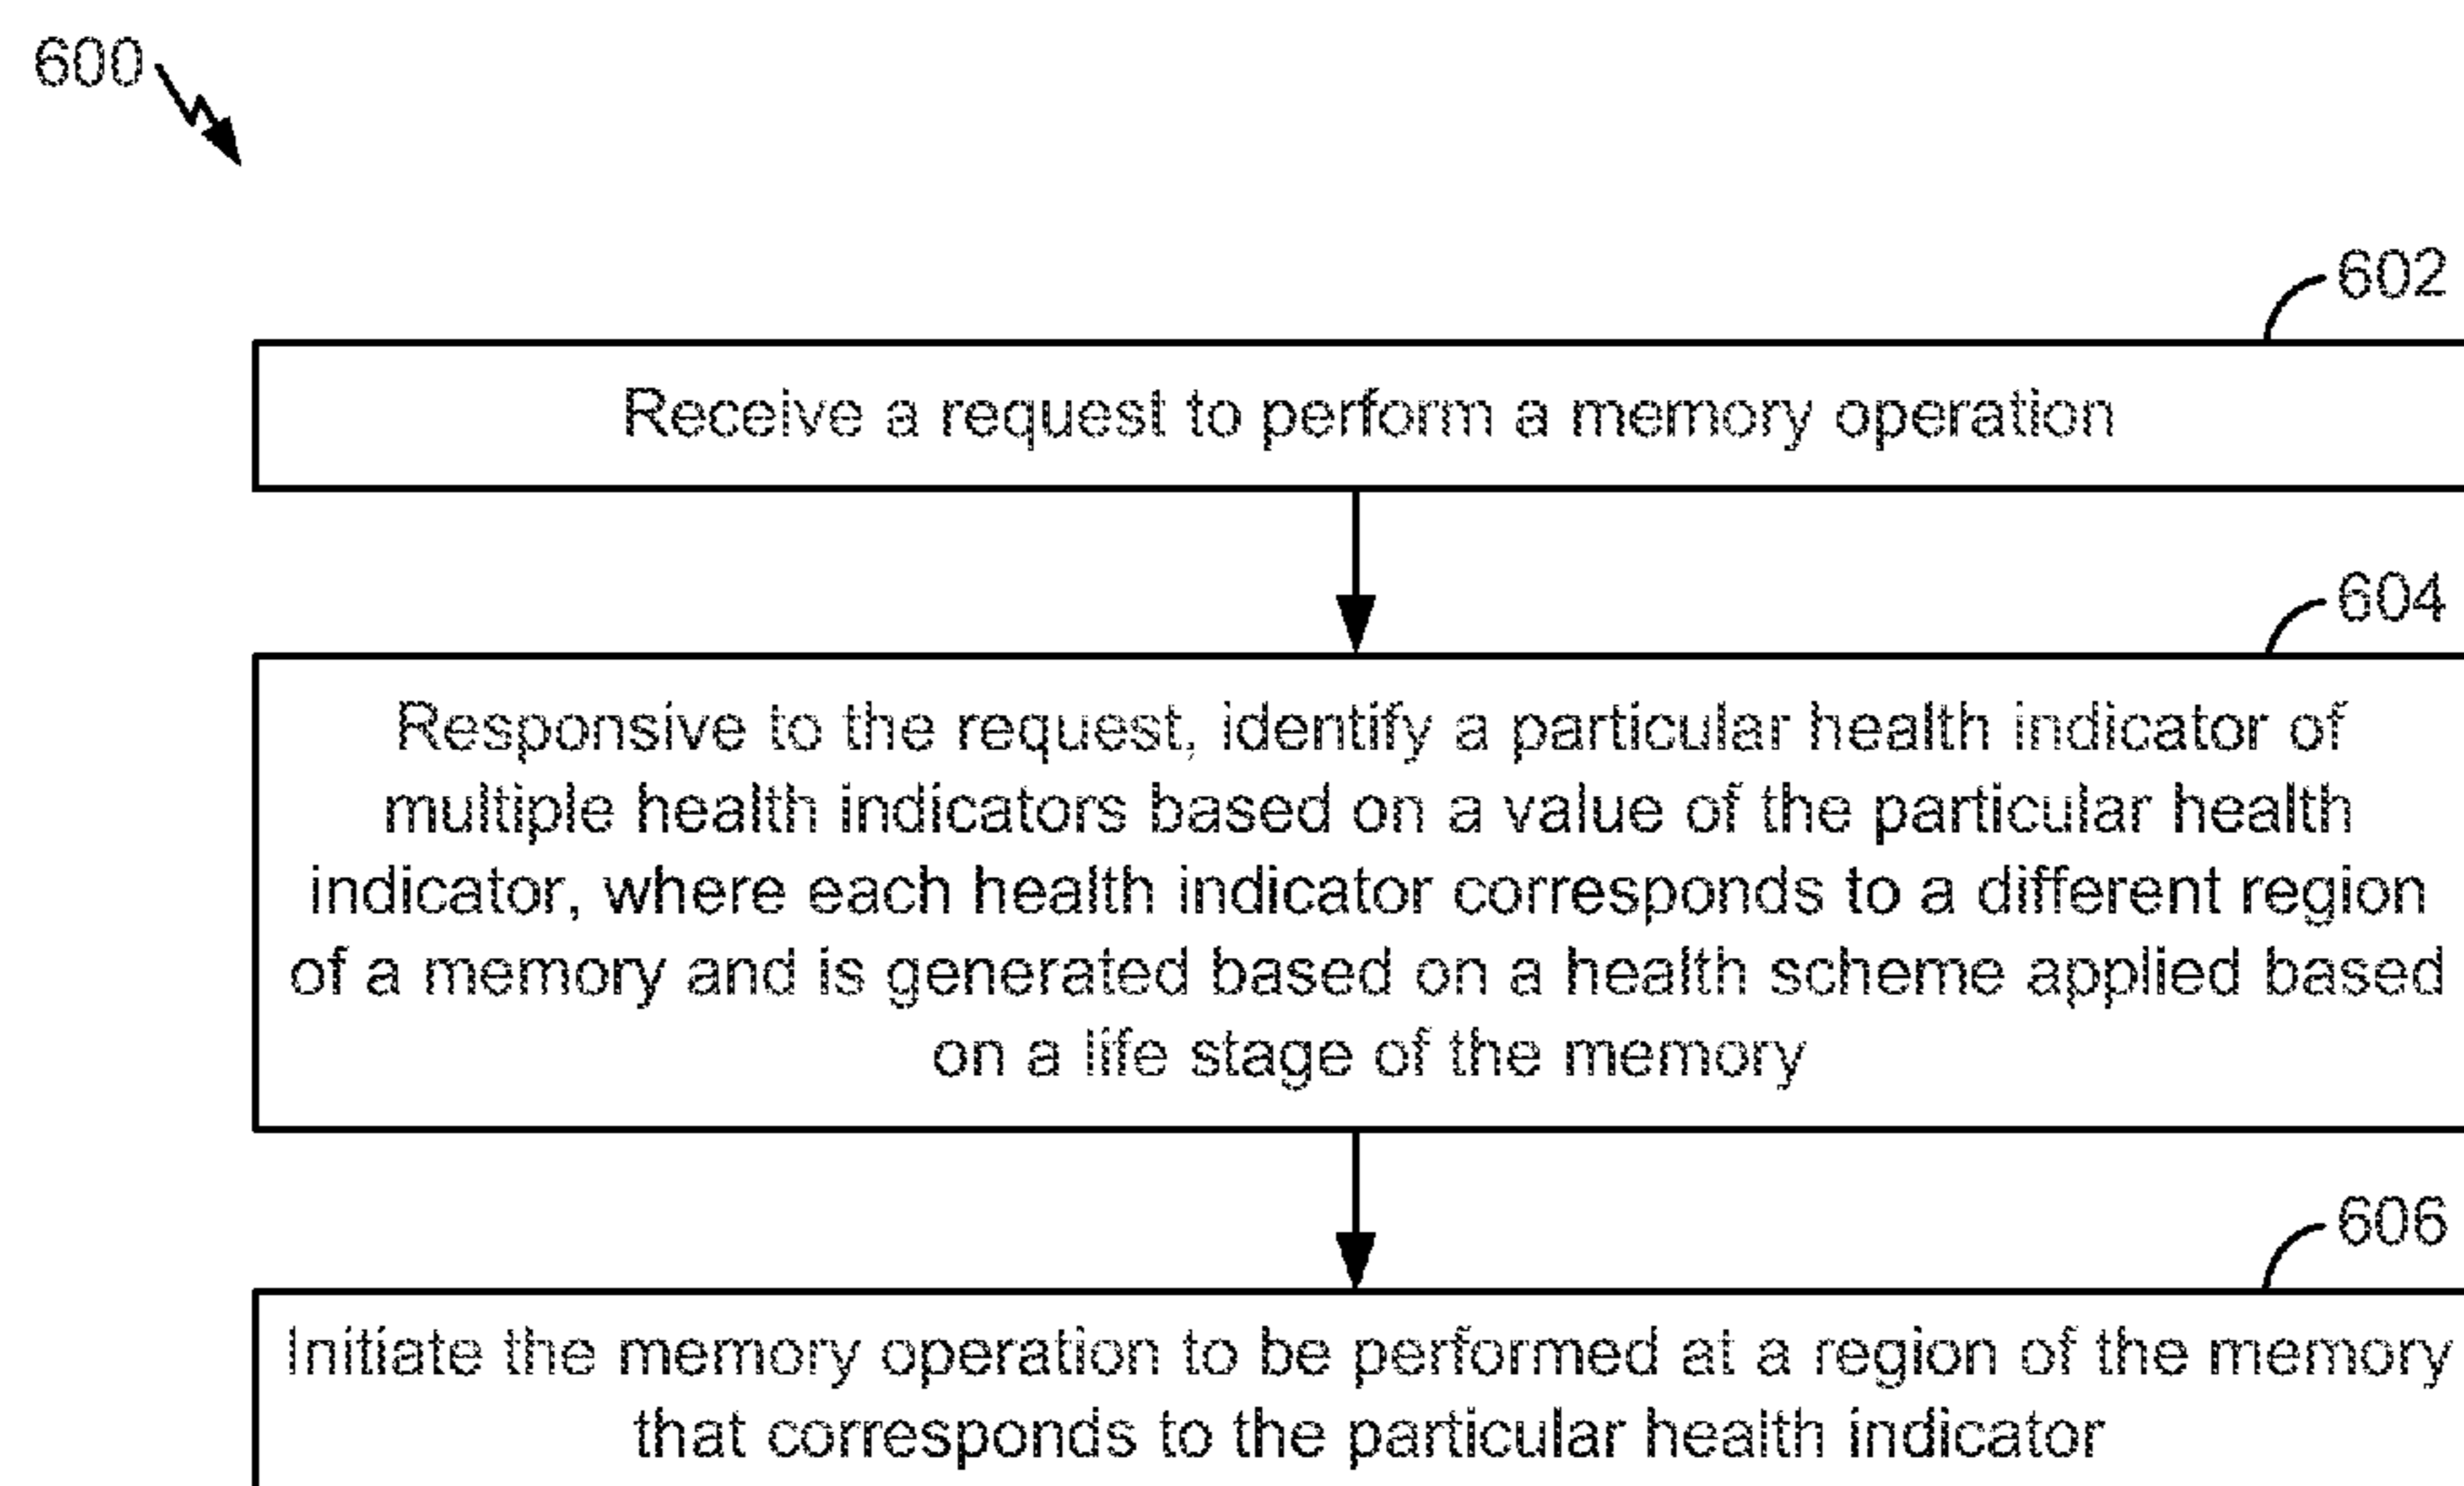 600
602
Receive a request to perform a memory operation
604
Responsive to the request, identify a particular health indicator of
multiple health indicators based on a value of the particular health
indicator, where each health indicator corresponds to a different region
of a memory and is generated based on a health scheme applied based
on a life stage of the memory
606
Initiate the memory operation to be performed at a region of the memory
that corresponds to the particular health indicator